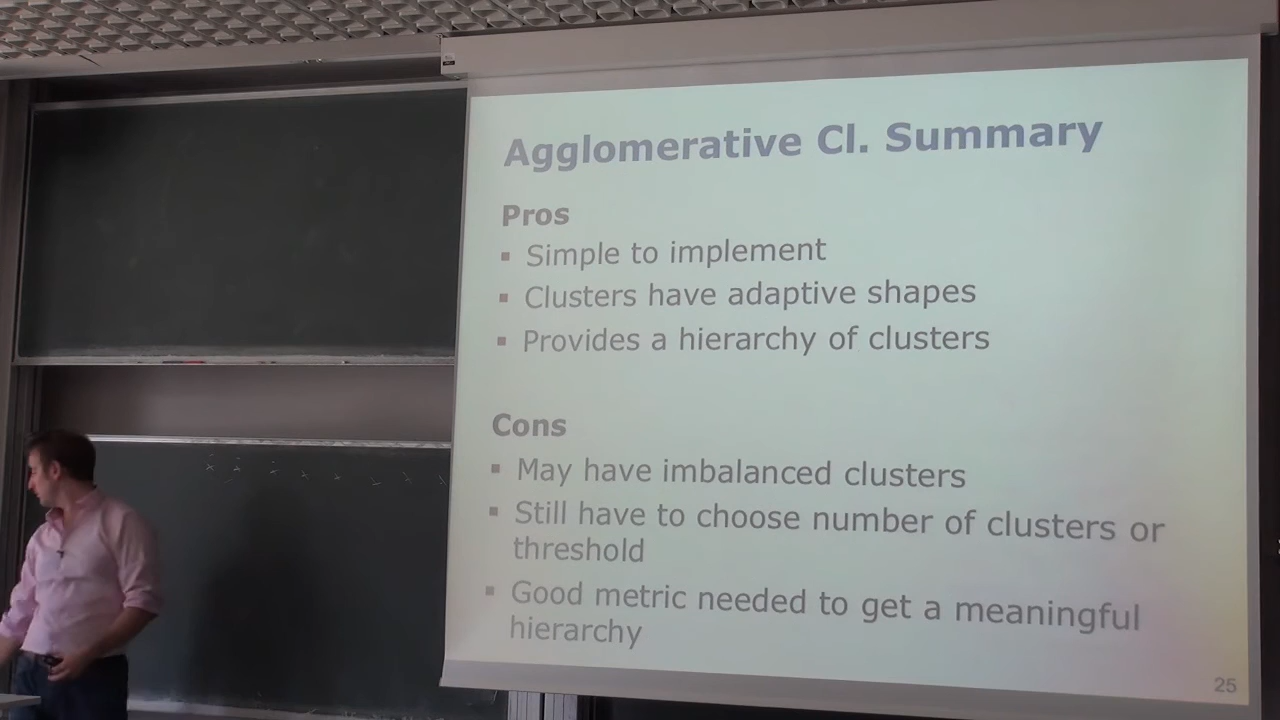 Agglomerative Cl. Summary
Pros
▪ Simple to implement
▪ Clusters have adaptive shapes
▪ Provides a hierarchy of clusters
Cons
▪ May have imbalanced clusters
▪ Still have to choose number of clusters or
threshold
▪ Good metric needed to get a meaningful
hierarchy
25